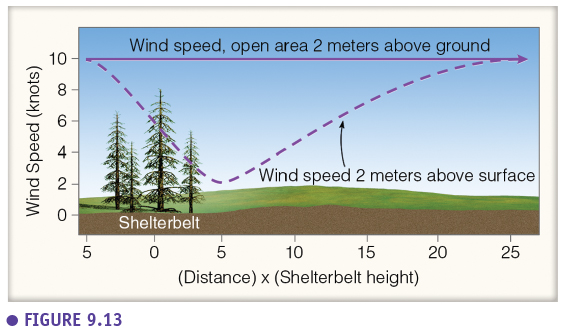 Wind speed, open area 2 meters above ground
Wind Speed (knots)
10
8
6
4
2
0
Wind speed 2 meters above surface
Shelterbelt
5 0 5 10 15 20 25
(Distance) x (Shelterbelt height)
● FIGURE 9.13